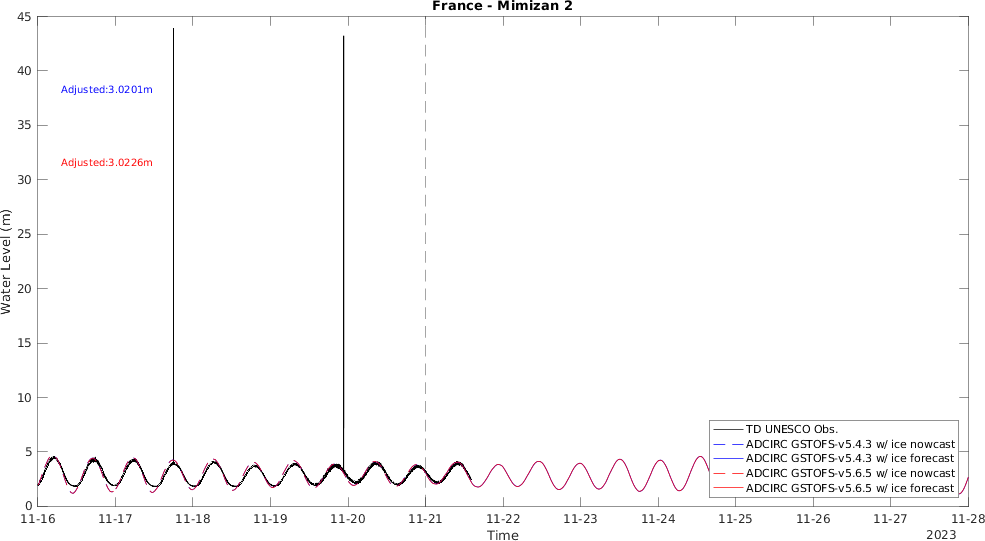 France - Mimizan 2
45
40
35
30
25
20
15
10
5
0
Water Level (m)
Adjusted:3.0201m
Adjusted:3.0226m
TD UNESCO Obs.
ADCIRC GSTOFS-v5.4.3 w/ ice nowcast
ADCIRC GSTOFS-v5.4.3 w/ ice forecast
ADCIRC GSTOFS-v5.6.5 w/ ice nowcast
ADCIRC GSTOFS-v5.6.5 w/ ice forecast
11-16 11-17 11-18 11-19 11-20 11-21 11-22 11-23 11-24 11-25 11-26 11-27 11-28
Time
2023